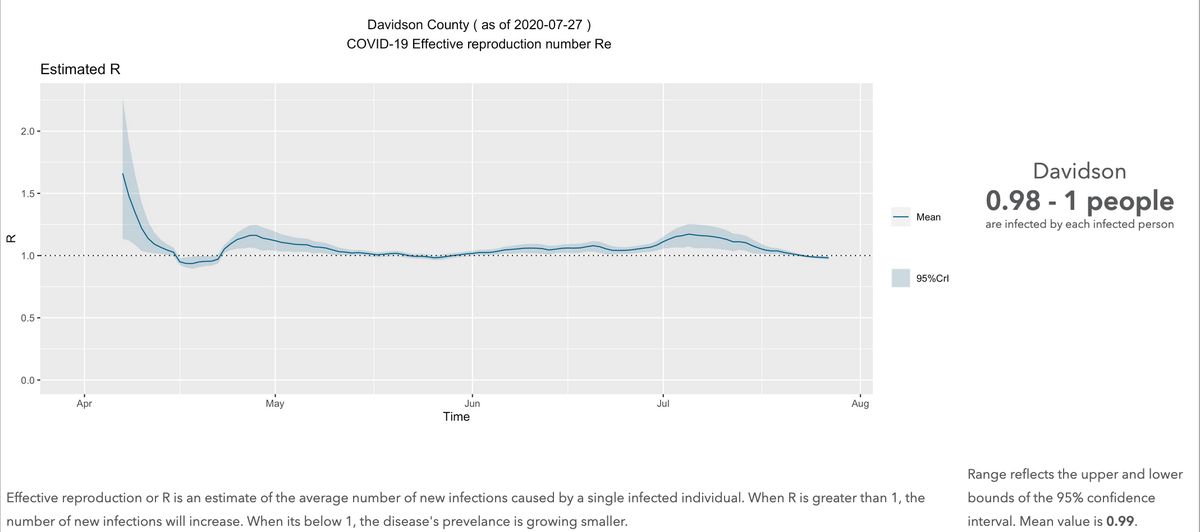 Davidson County ( as of 2020-07-27 )
COVID-19 Effective reproduction number Re
Estimated R
2.0
1.5
1.0
0.5
0.0
R
Apr
May
Jun
Jul
Aug
Time
Mean
95%CrI
Davidson
0.98 - 1 people
are infected by each infected person
Effective reproduction or R is an estimate of the average number of new infections caused by a single infected individual. When R is greater than 1, the
number of new infections will increase. When its below 1, the disease's prevelance is growing smaller.
Range reflects the upper and lower
bounds of the 95% confidence
interval. Mean value is 0.99.